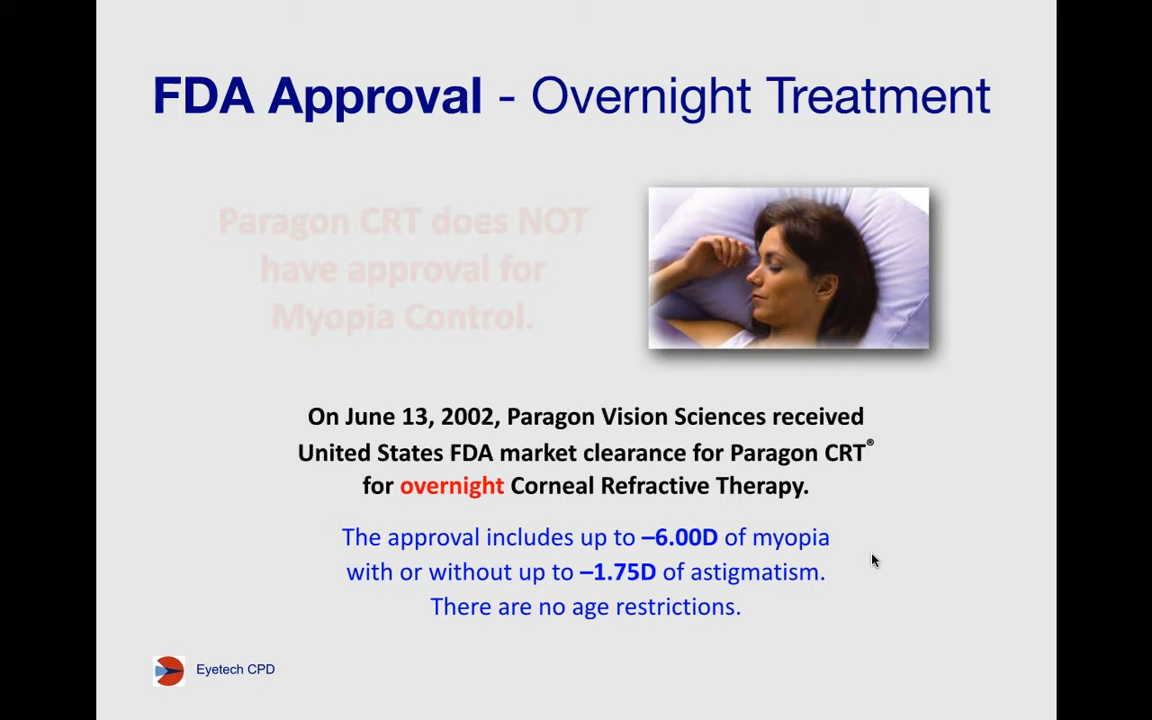 FDA Approval - Overnight Treatment
Paragon CRT does NOT
have approval for
Myopia Control.
On June 13, 2002, Paragon Vision Sciences received
United States FDA market clearance for Paragon CRT®
for overnight Corneal Refractive Therapy.
The approval includes up to –6.00D of myopia
with or without up to –1.75D of astigmatism.
There are no age restrictions.
Eyetech CPD